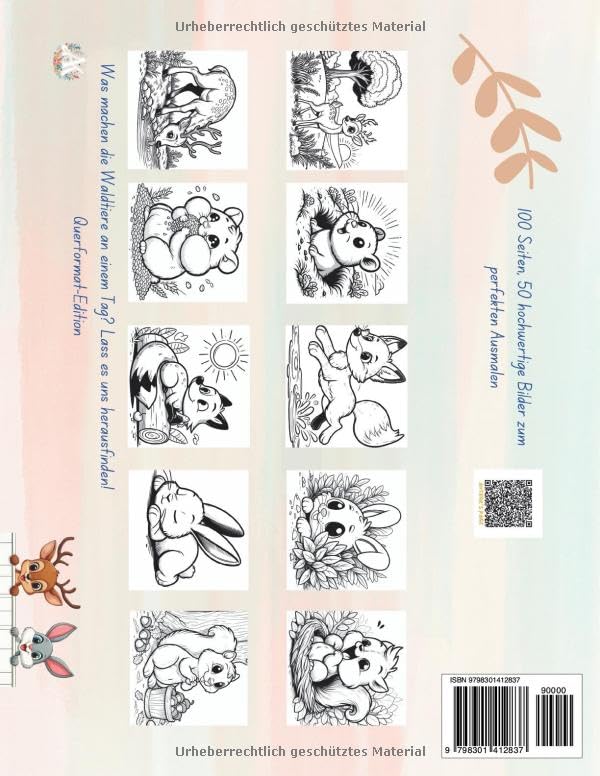 Urheberrechtlich geschütztes Material
100 Seiten, 50 hochwertige Bilder zum
perfekten Ausmalen
Was machen die Waldtiere an einem Tag? Lass es uns herausfinden!
Querformat-Edition
ISBN 9798301412837
90000
9 798301 412837
Urheberrechtlich geschütztes Material